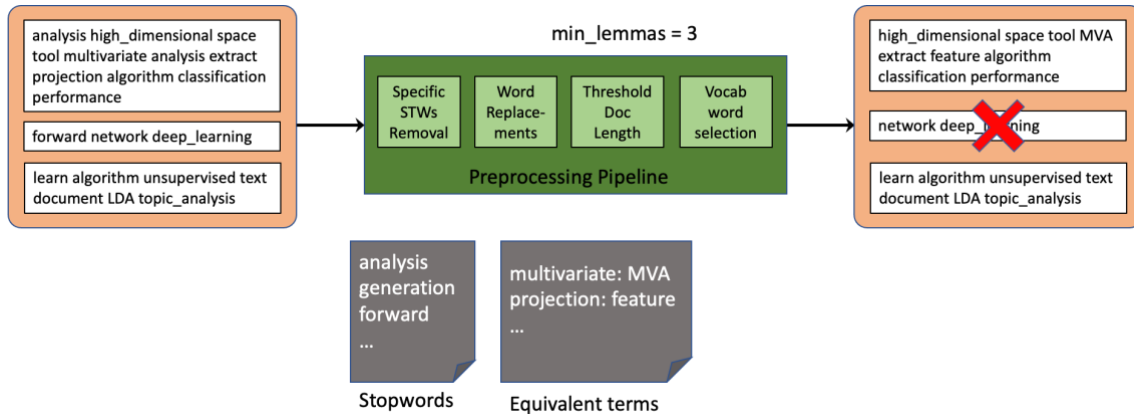 analysis high_dimensional space
tool multivariate analysis extract
projection algorithm classification
performance
forward network deep_learning
learn algorithm unsupervised text
document LDA topic_analysis
min_lemmas = 3
Specific
STWs
Removal
Word
Replace-
ments
Threshold
Doc
Length
Vocab
word
selection
Preprocessing Pipeline
high_dimensional space tool MVA
extract feature algorithm
classification performance
network deep_learning
learn algorithm unsupervised text
document LDA topic_analysis
analysis
generation
forward
...
Stopwords
multivariate: MVA
projection: feature
...
Equivalent terms